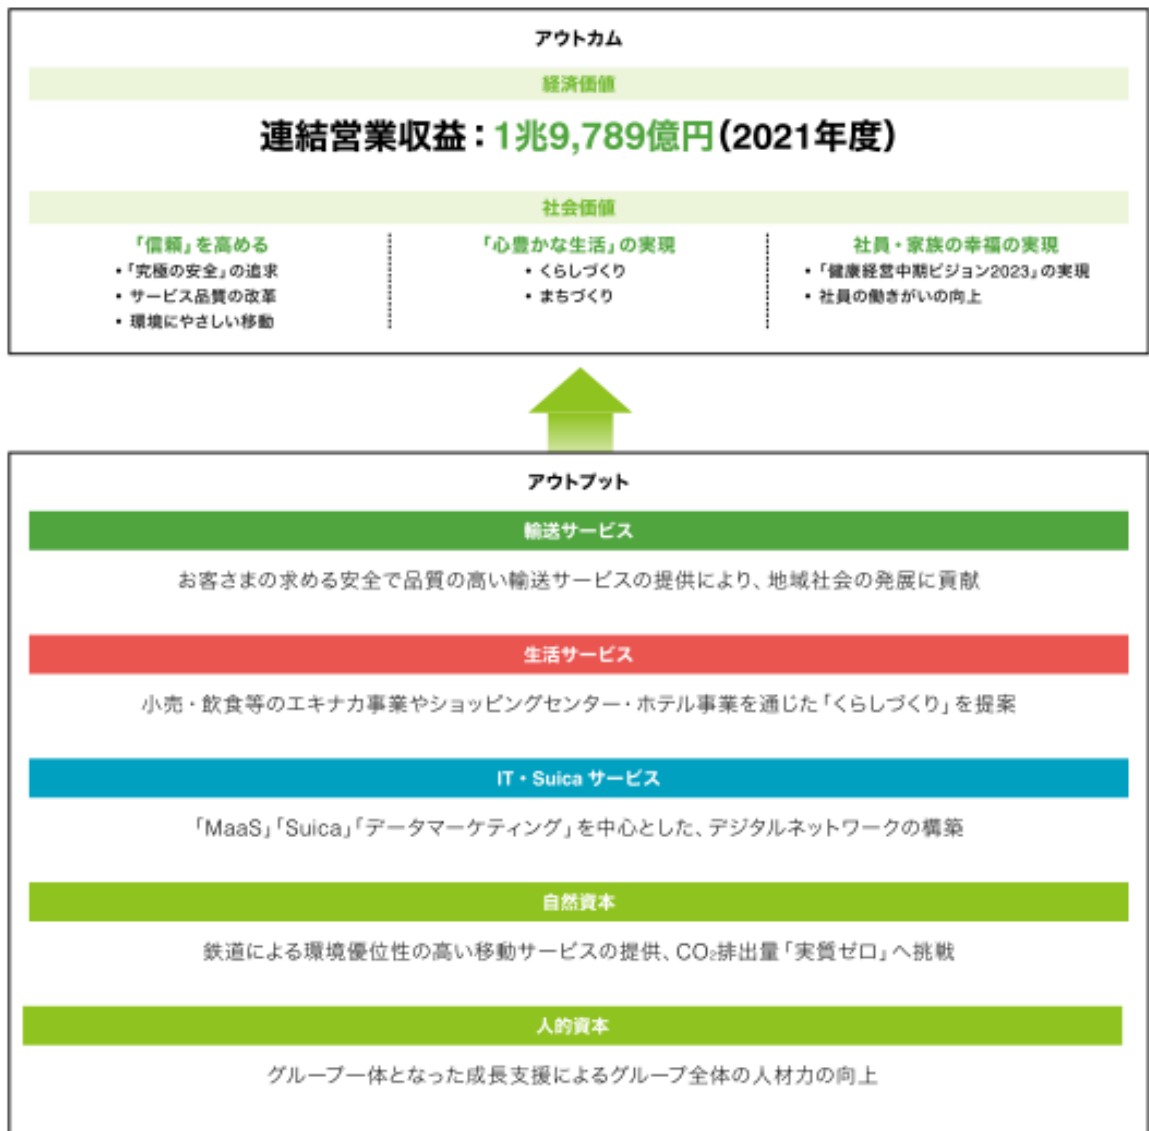 アウトカム
経済価値
連結営業収益：1兆9,789億円（2021年度）
社会価値
「信頼」を高める
・「究極の安全」の追求
・サービス品質の改革
・環境にやさしい移動
「心豊かな生活」の実現
・くらしづくり
・まちづくり
社員・家族の幸福の実現
・「健康経営中期ビジョン2023」の実現
・社員の働きがいの向上
アウトプット
輸送サービス
お客さまの求める安全で品質の高い輸送サービスの提供により、地域社会の発展に貢献
生活サービス
小売・飲食等のエキナカ事業やショッピングセンター・ホテル事業を通じた「くらしづくり」を提案
IT・Suica サービス
「MaaS」「Suica」「データマーケティング」を中心とした、デジタルネットワークの構築
自然資本
鉄道による環境優位性の高い移動サービスの提供、CO₂排出量「実質ゼロ」へ挑戦
人的資本
グループ一体となった成長支援によるグループ全体の人材力の向上